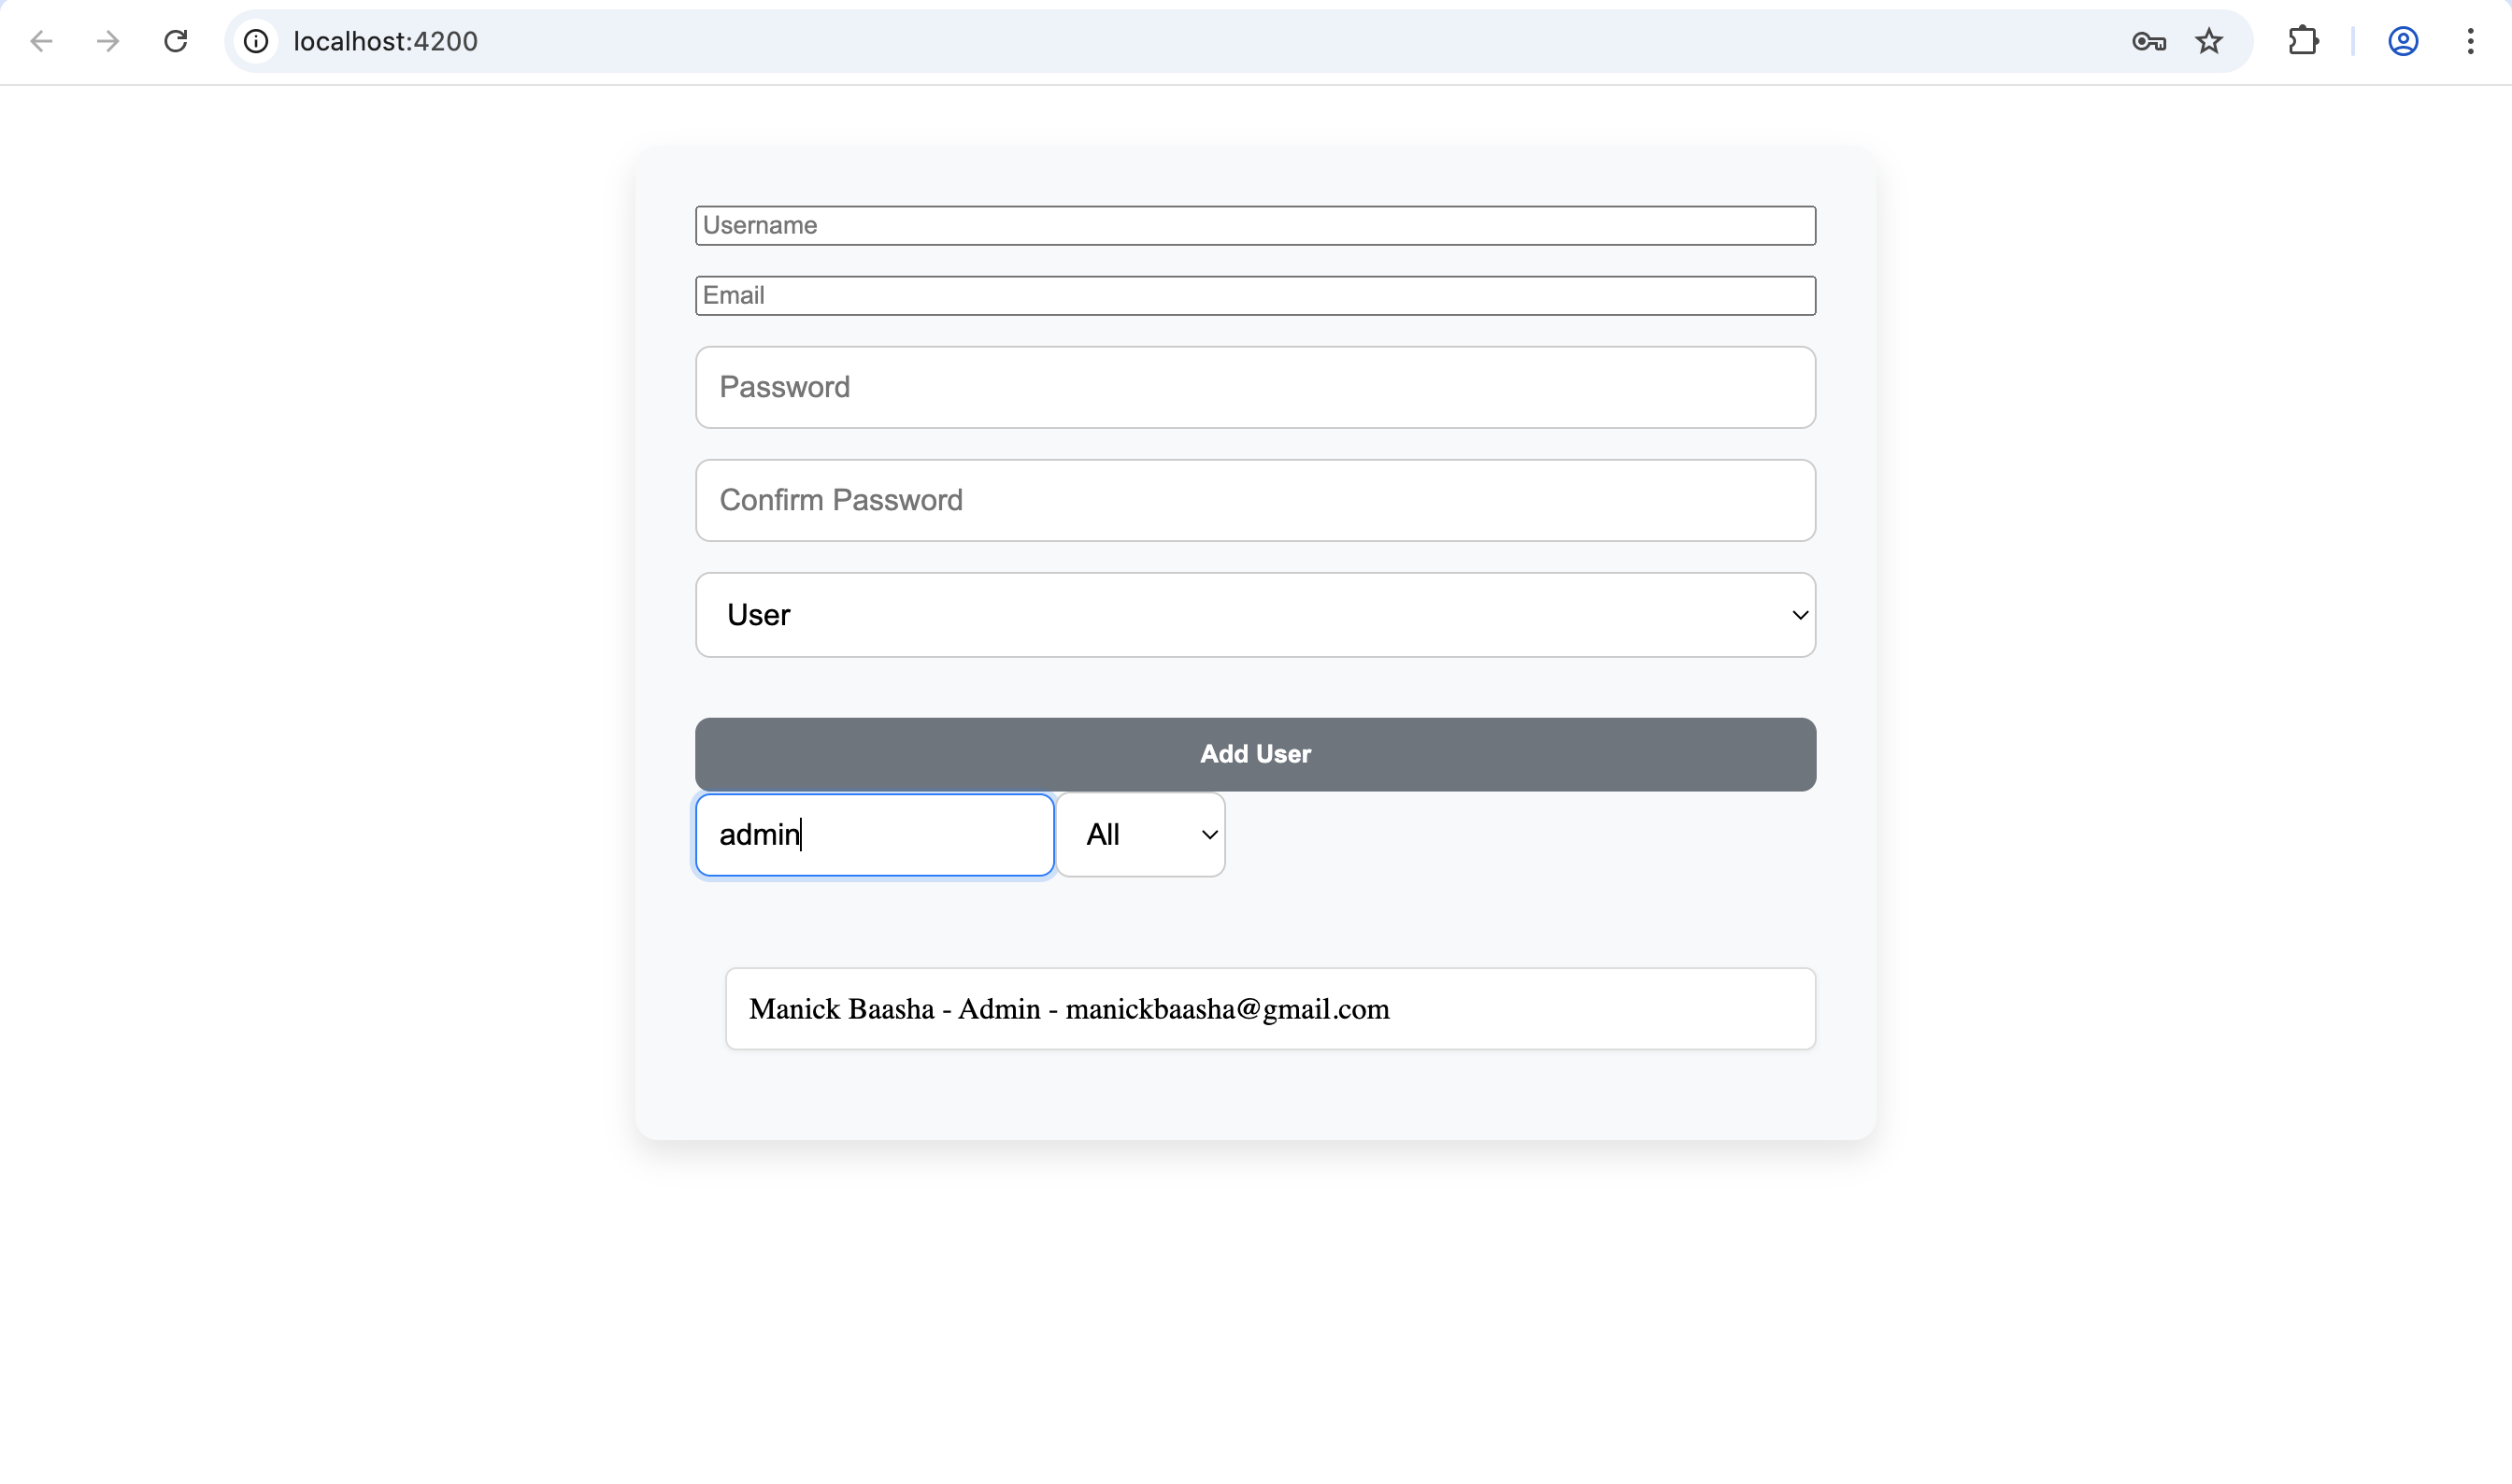 localhost:4200
Username
Email
Password
Confirm Password
User
Add User
admin All
Manick Baasha - Admin - manickbaasha@gmail.com